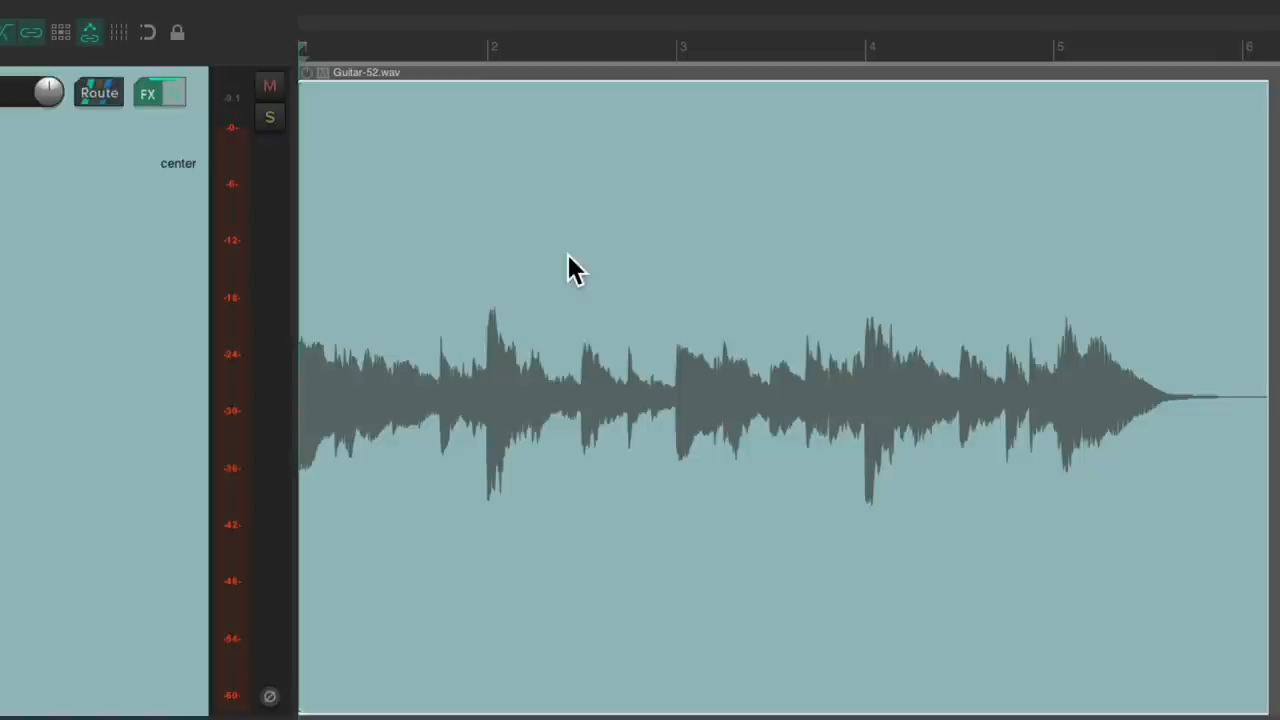 2 3 4 5 6
Guitar-52.wav
Route FX
M
S
-9.1
-0-
center
-6-
-12-
-18-
-24-
-30-
-36-
-42-
-48-
-54-
-60-